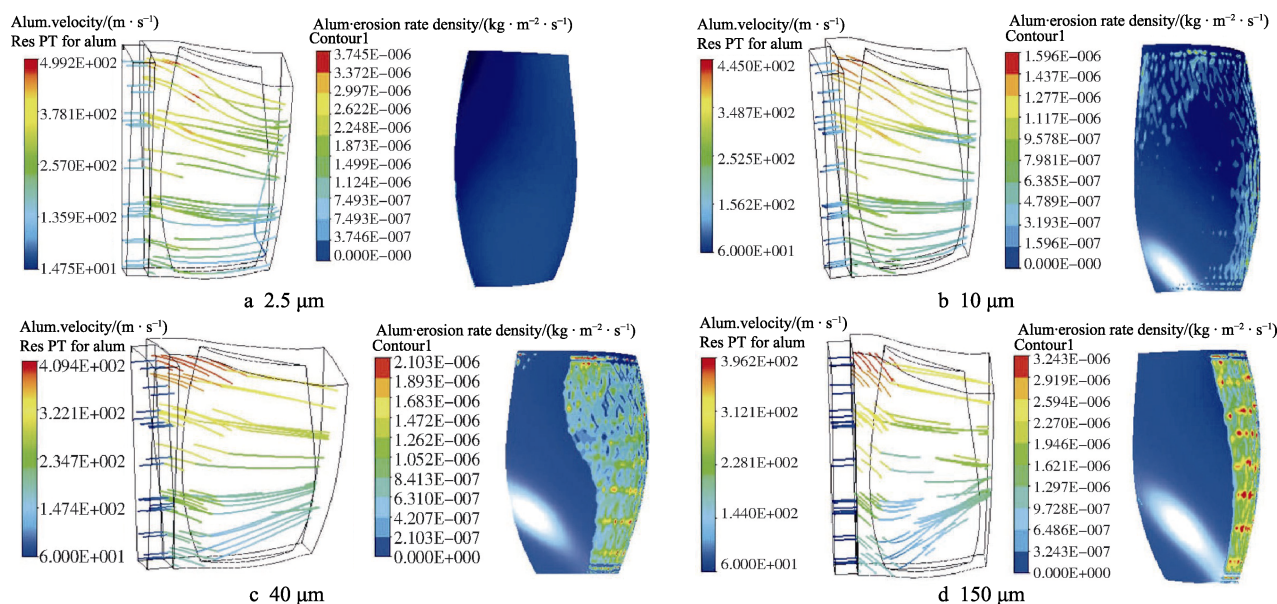 Alum.velocity/(m · s⁻¹)
Res PT for alum
4.992E+002
3.781E+002
2.570E+002
1.359E+002
1.475E+001
Alum·erosion rate density/(kg · m⁻² · s⁻¹)
Contour1
3.745E−006
3.372E−006
2.997E−006
2.622E−006
2.248E−006
1.873E−006
1.499E−006
1.124E−006
7.493E−007
7.493E−007
3.746E−007
0.000E−000
a 2.5 μm
Alum.velocity/(m · s⁻¹)
Res PT for alum
4.450E+002
3.487E+002
2.525E+002
1.562E+002
6.000E+001
Alum·erosion rate density/(kg · m⁻² · s⁻¹)
Contour1
1.596E−006
1.437E−006
1.277E−006
1.117E−006
9.578E−007
7.981E−007
6.385E−007
4.789E−007
3.193E−007
1.596E−007
0.000E−000
b 10 μm
Alum.velocity/(m · s⁻¹)
Res PT for alum
4.094E+002
3.221E+002
2.347E+002
1.474E+002
6.000E+001
Alum·erosion rate density/(kg · m⁻² · s⁻¹)
Contour1
2.103E−006
1.893E−006
1.683E−006
1.472E−006
1.262E−006
1.052E−006
8.413E−007
6.310E−007
4.207E−007
2.103E−007
0.000E+000
c 40 μm
Alum.velocity/(m · s⁻¹)
Res PT for alum
3.962E+002
3.121E+002
2.281E+002
1.440E+002
6.000E+001
Alum·erosion rate density/(kg · m⁻² · s⁻¹)
Contour1
3.243E−006
2.919E−006
2.594E−006
2.270E−006
1.946E−006
1.621E−006
1.297E−006
9.728E−007
6.486E−007
3.243E−007
0.000E+000
d 150 μm